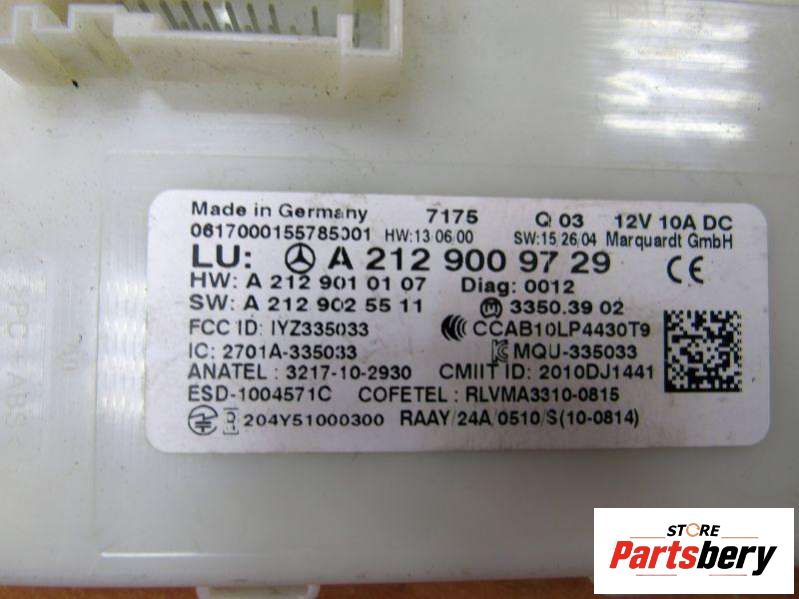 Made in Germany 7175 Q 03 12V 10A DC
0617000155785001 HW:13 06 00 SW:15 26 04 Marquardt GmbH
LU: A 212 900 97 29
HW: A 212 901 01 07 Diag: 0012
SW: A 212 902 55 11 3350.39 02
FCC ID: IYZ335033 CCAB10LP4430T9
IC: 2701A-335033 MQU-335033
ANATEL : 3217-10-2930 CMIIT ID: 2010DJ1441
ESD-1004571C COFETEL : RLVMA3310-0815
204Y51000300 RAAY/24A/0510/S(10-0814)
CE
>PC ABS<
STORE
Partsbery